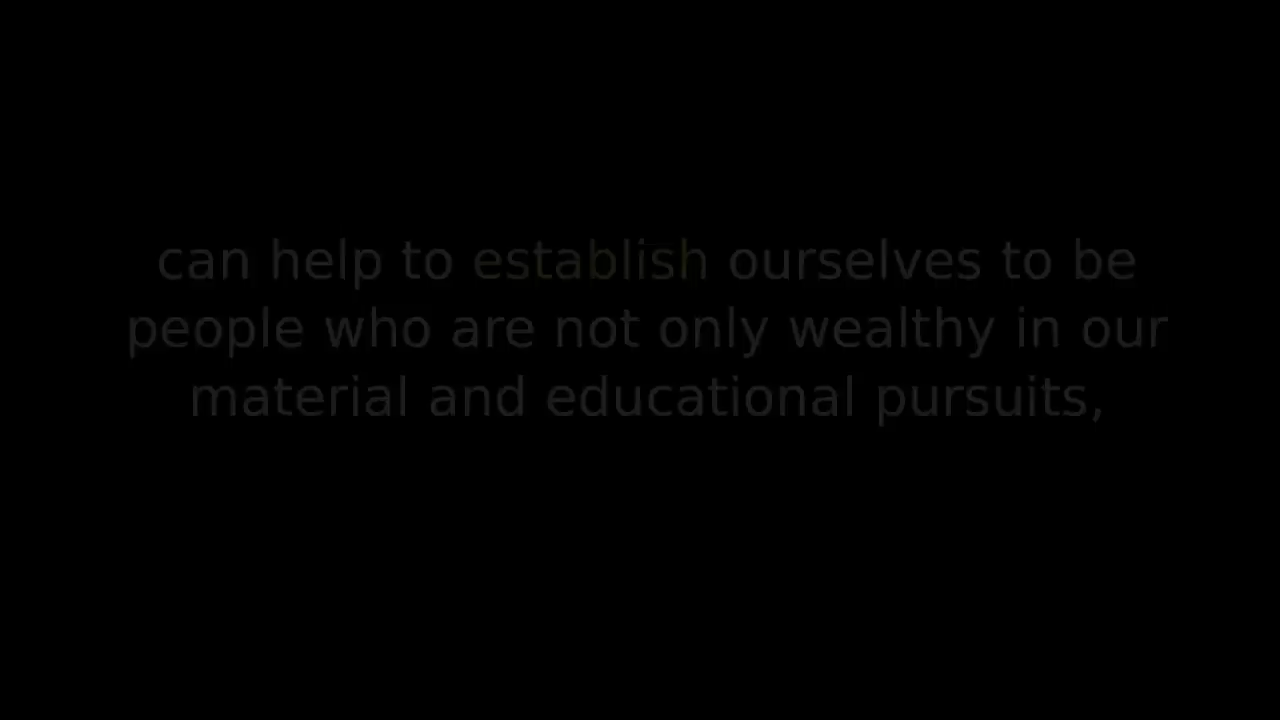 can help to establish ourselves to be
people who are not only wealthy in our
material and educational pursuits,